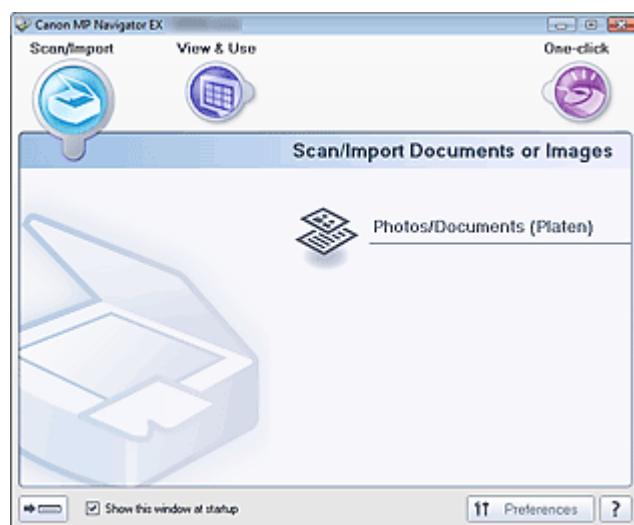 Canon MP Navigator EX
Scan/Import View & Use One-click
Scan/Import Documents or Images
Photos/Documents (Platen)
Show this window at startup Preferences ?